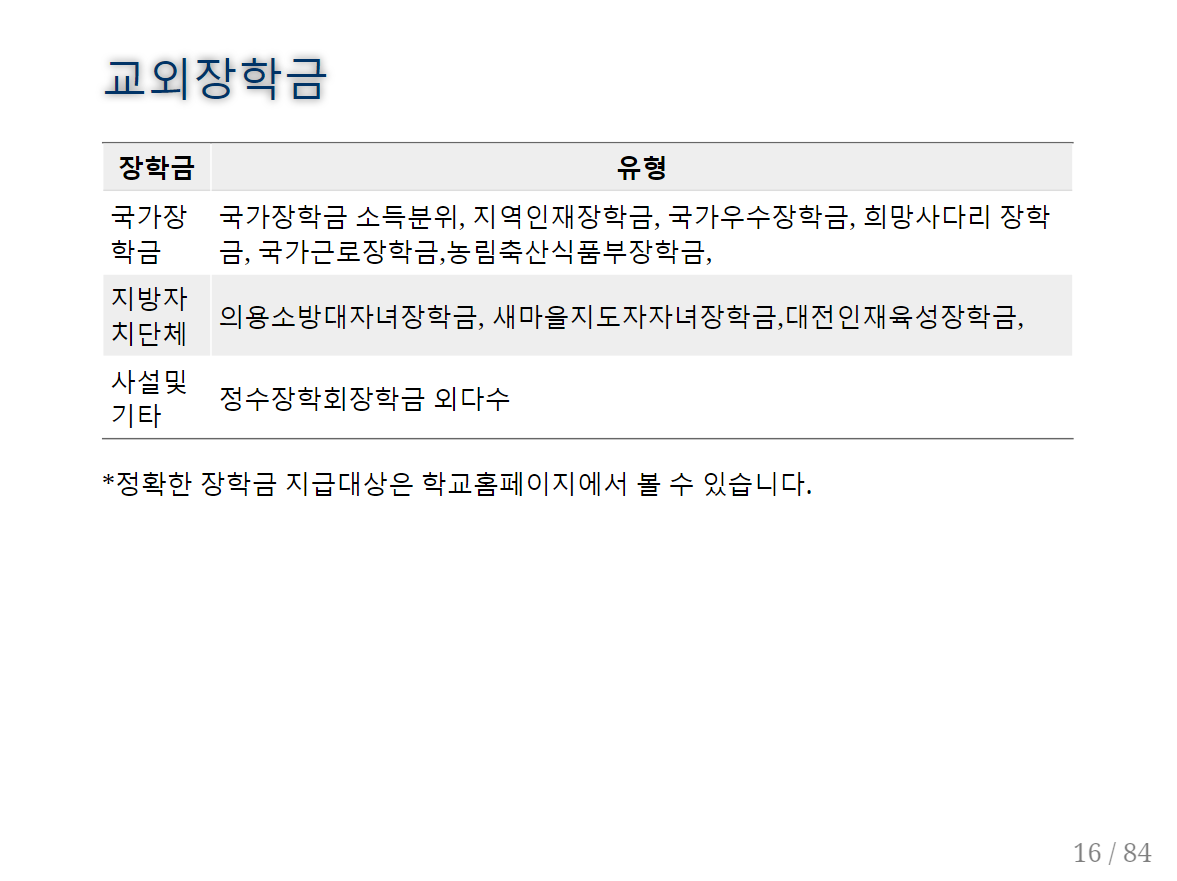 교외장학금
장학금 유형
국가장
학금
국가장학금 소득분위, 지역인재장학금, 국가우수장학금, 희망사다리 장학
금, 국가근로장학금,농림축산식품부장학금,
지방자
치단체
의용소방대자녀장학금, 새마을지도자자녀장학금,대전인재육성장학금,
사설및
기타
정수장학회장학금 외다수
*정확한 장학금 지급대상은 학교홈페이지에서 볼 수 있습니다.
16 / 84